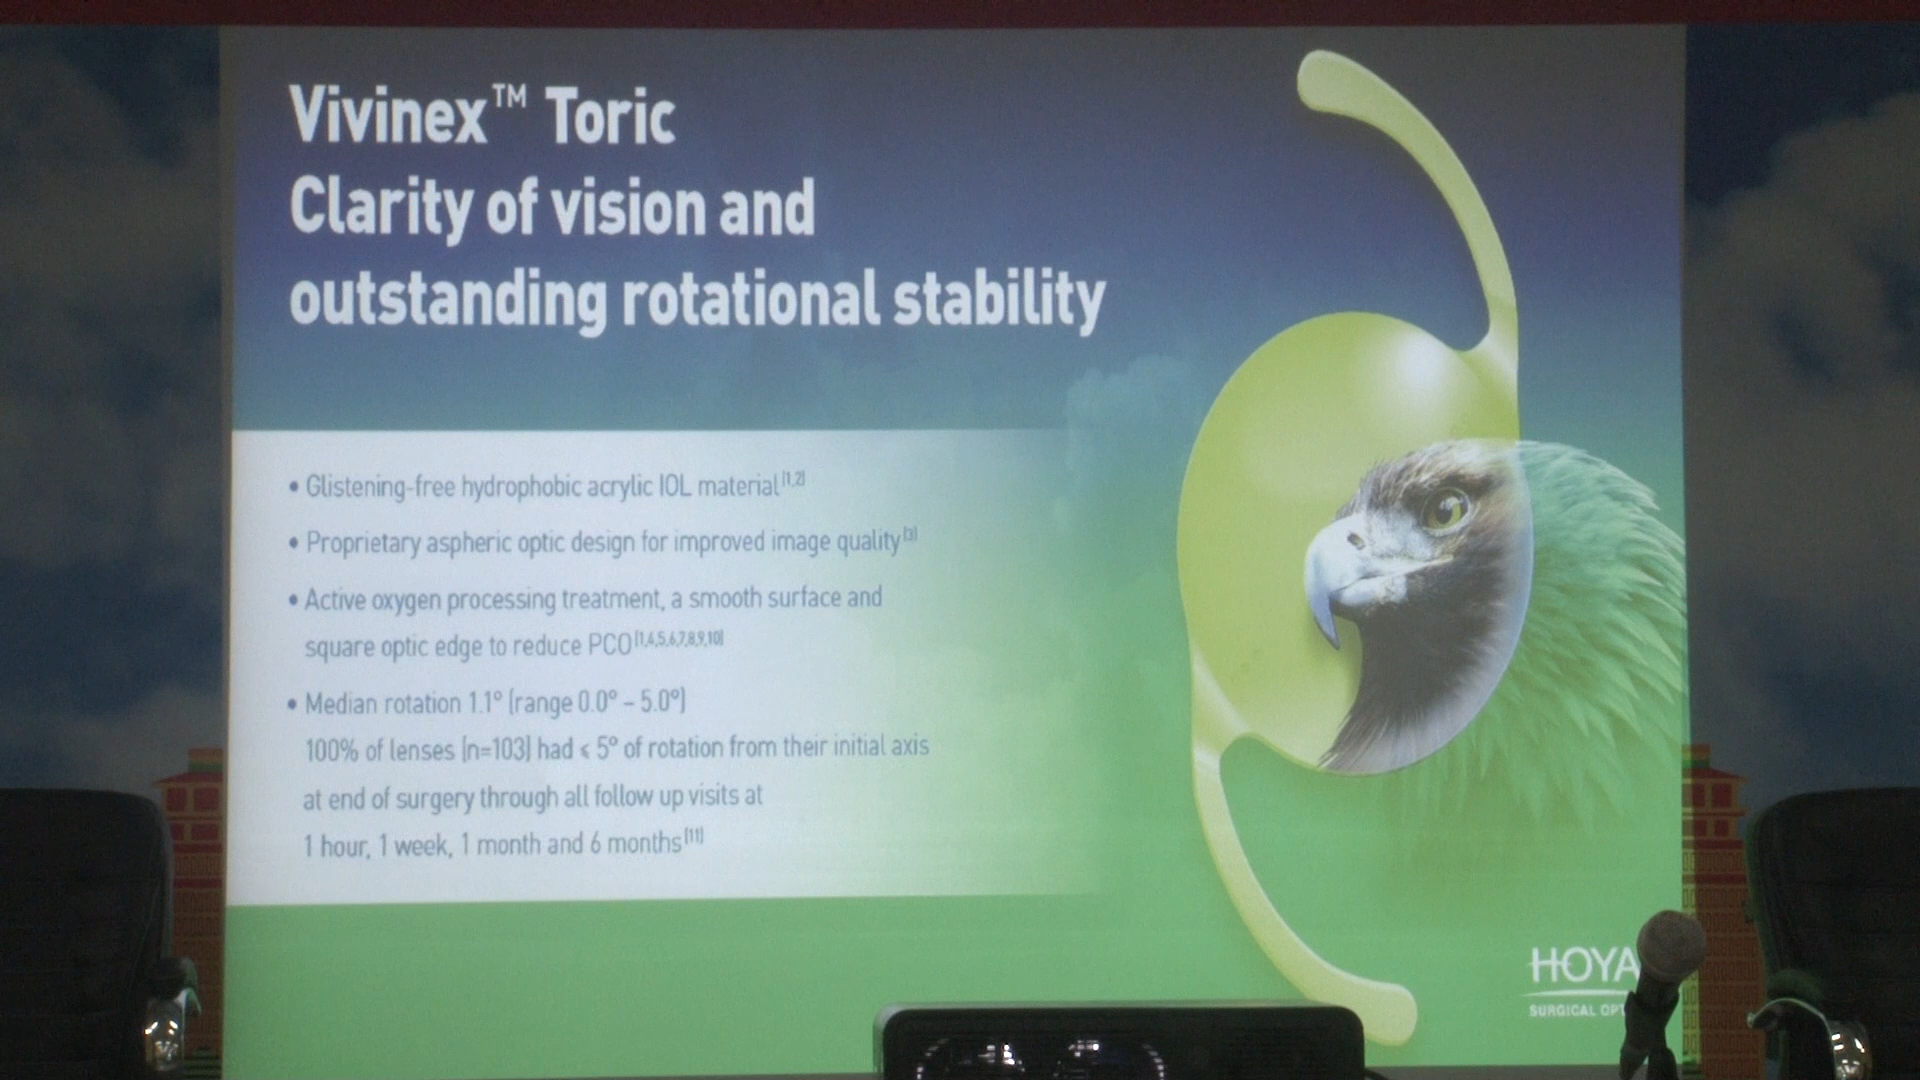 Vivinex™ Toric
Clarity of vision and
outstanding rotational stability
• Glistening-free hydrophobic acrylic IOL material[1,2]
• Proprietary aspheric optic design for improved image quality[3]
• Active oxygen processing treatment, a smooth surface and
square optic edge to reduce PCO[1,4,5,6,7,8,9,10]
• Median rotation 1.1° (range 0.0° – 5.0°)
100% of lenses (n=103) had ≤ 5° of rotation from their initial axis
at end of surgery through all follow up visits at
1 hour, 1 week, 1 month and 6 months[11]
HOYA
SURGICAL OPT